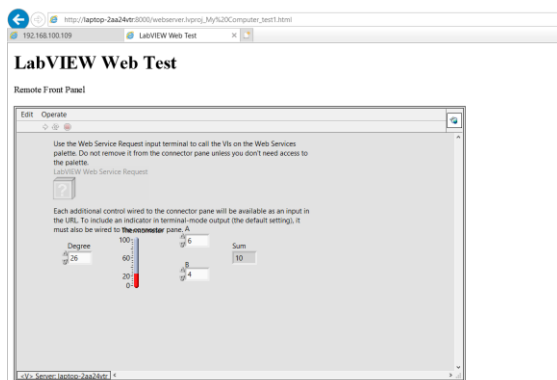 http://laptop-2aa24vtr:8000/webserver.lvproj_My%20Computer_test1.html
192.168.100.109
LabVIEW Web Test
LabVIEW Web Test
Remote Front Panel
Edit Operate
Use the Web Service Request input terminal to call the VIs on the Web Services
palette. Do not remove it from the connector pane unless you don't need access to
the palette.
LabVIEW Web Service Request
Each additional control wired to the connector pane will be available as an input in
the URL. To include an indicator in terminal-mode output (the default setting), it
must also be wired to the connector pane.
Thermometer
A
Degree
100
6
Sum
26
60
10
B
20
4
0
<V> Server: laptop-2aa24vtr